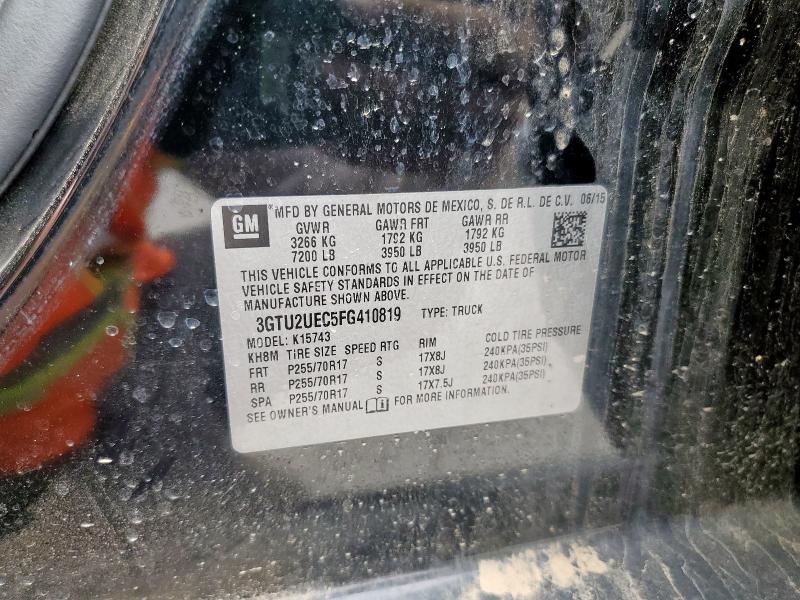 GM ® MFD BY GENERAL MOTORS DE MEXICO, S. DE R.L. DE C.V. 06/15
GVWR GAWR FRT GAWR RR
3266 KG 1792 KG 1792 KG
7200 LB 3950 LB 3950 LB
THIS VEHICLE CONFORMS TO ALL APPLICABLE U.S. FEDERAL MOTOR
VEHICLE SAFETY STANDARDS IN EFFECT ON THE DATE OF
MANUFACTURE SHOWN ABOVE.
3GTU2UEC5FG410819 TYPE: TRUCK
MODEL: K15743
KH8M TIRE SIZE SPEED RTG RIM COLD TIRE PRESSURE
FRT P255/70R17 S 17X8J 240KPA(35PSI)
RR P255/70R17 S 17X8J 240KPA(35PSI)
SPA P255/70R17 S 17X7.5J 240KPA(35PSI)
SEE OWNER'S MANUAL FOR MORE INFORMATION.